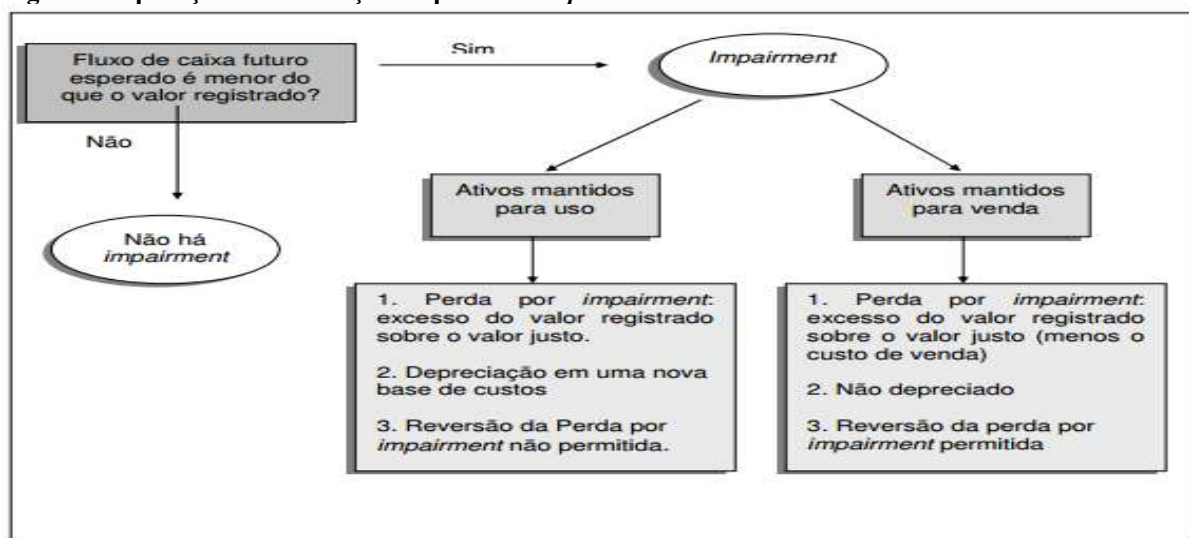 Fluxo de caixa futuro
esperado é menor do
que o valor registrado?
Sim
Impairment
Não
Não há
impairment
Ativos mantidos
para uso
Ativos mantidos
para venda
1. Perda por impairment:
excesso do valor registrado
sobre o valor justo.
2. Depreciação em uma nova
base de custos
3. Reversão da Perda por
impairment não permitida.
1. Perda por impairment:
excesso do valor registrado
sobre o valor justo (menos o
custo de venda)
2. Não depreciado
3. Reversão da perda por
impairment permitida